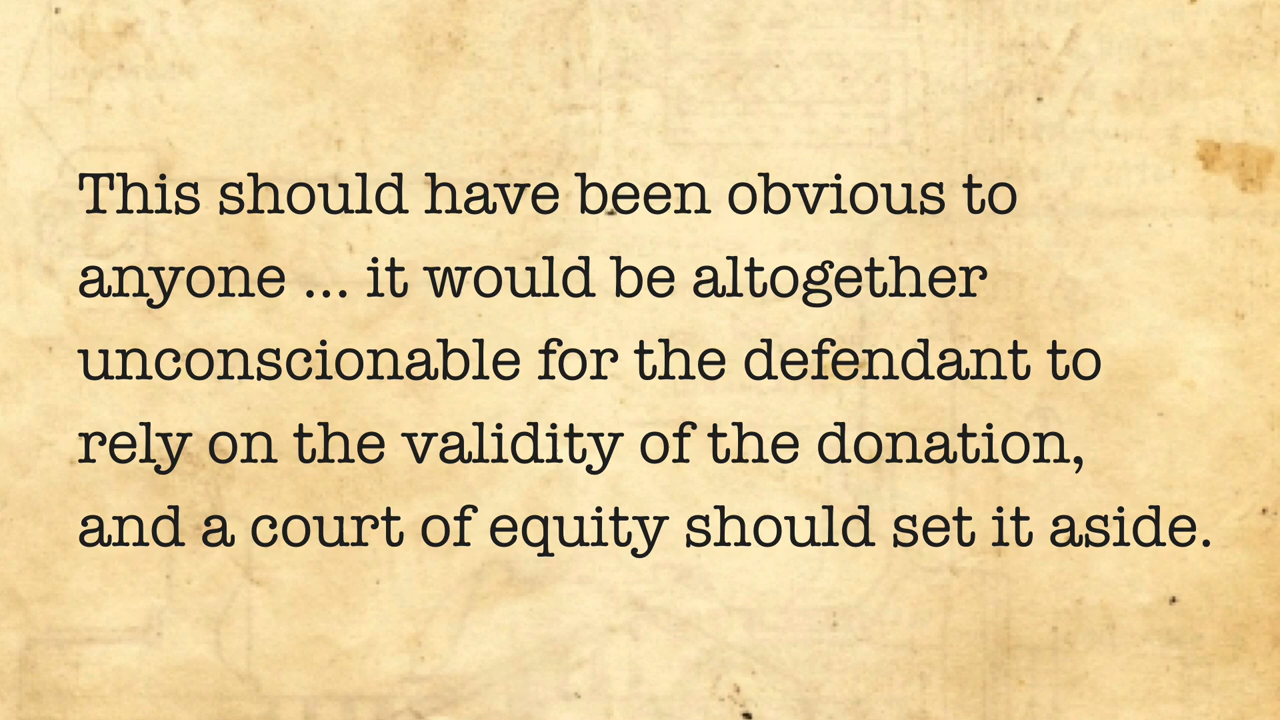 This should have been obvious to
anyone ... it would be altogether
unconscionable for the defendant to
rely on the validity of the donation,
and a court of equity should set it aside.